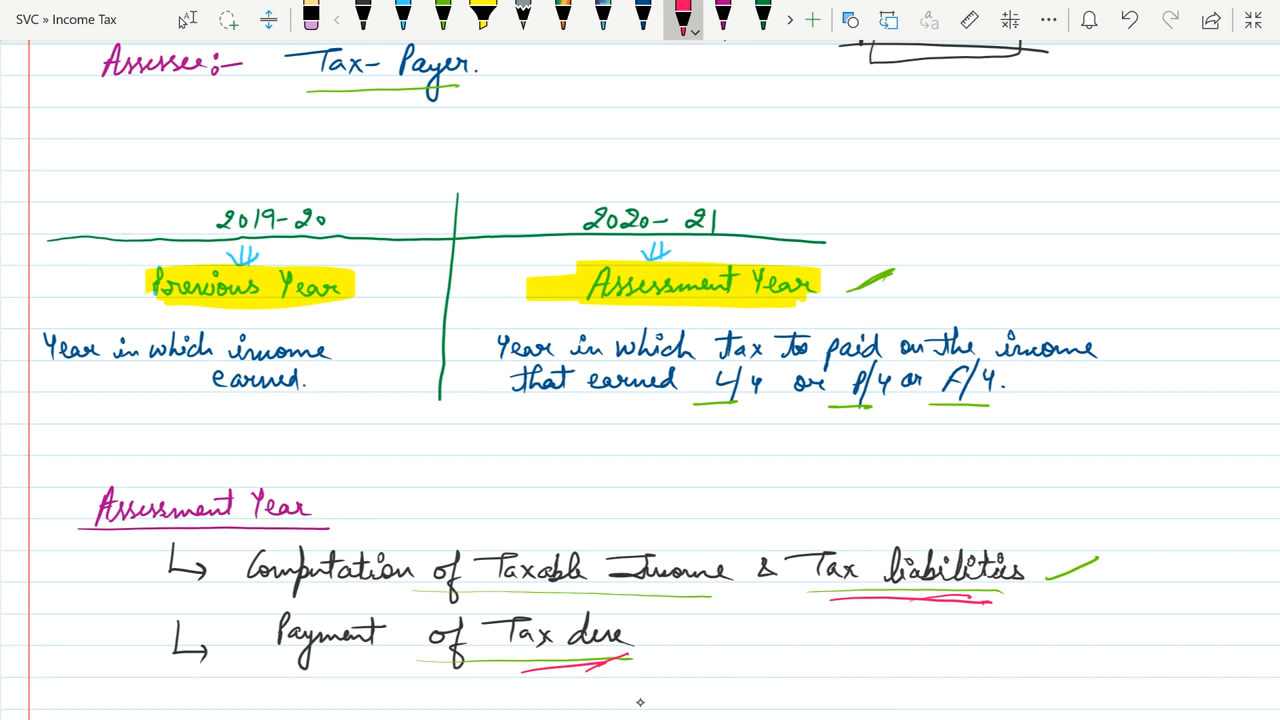 SVC » Income Tax
Assessee:- Tax- Payer.
2019-20 2020-21
Previous Year Assessment Year
Year in which income earned.
Year in which Tax to paid on the income
that earned L/Y or P/Y or F/Y.
Assessment Year
Computation of Taxable Income & Tax liabilities
Payment of Tax due